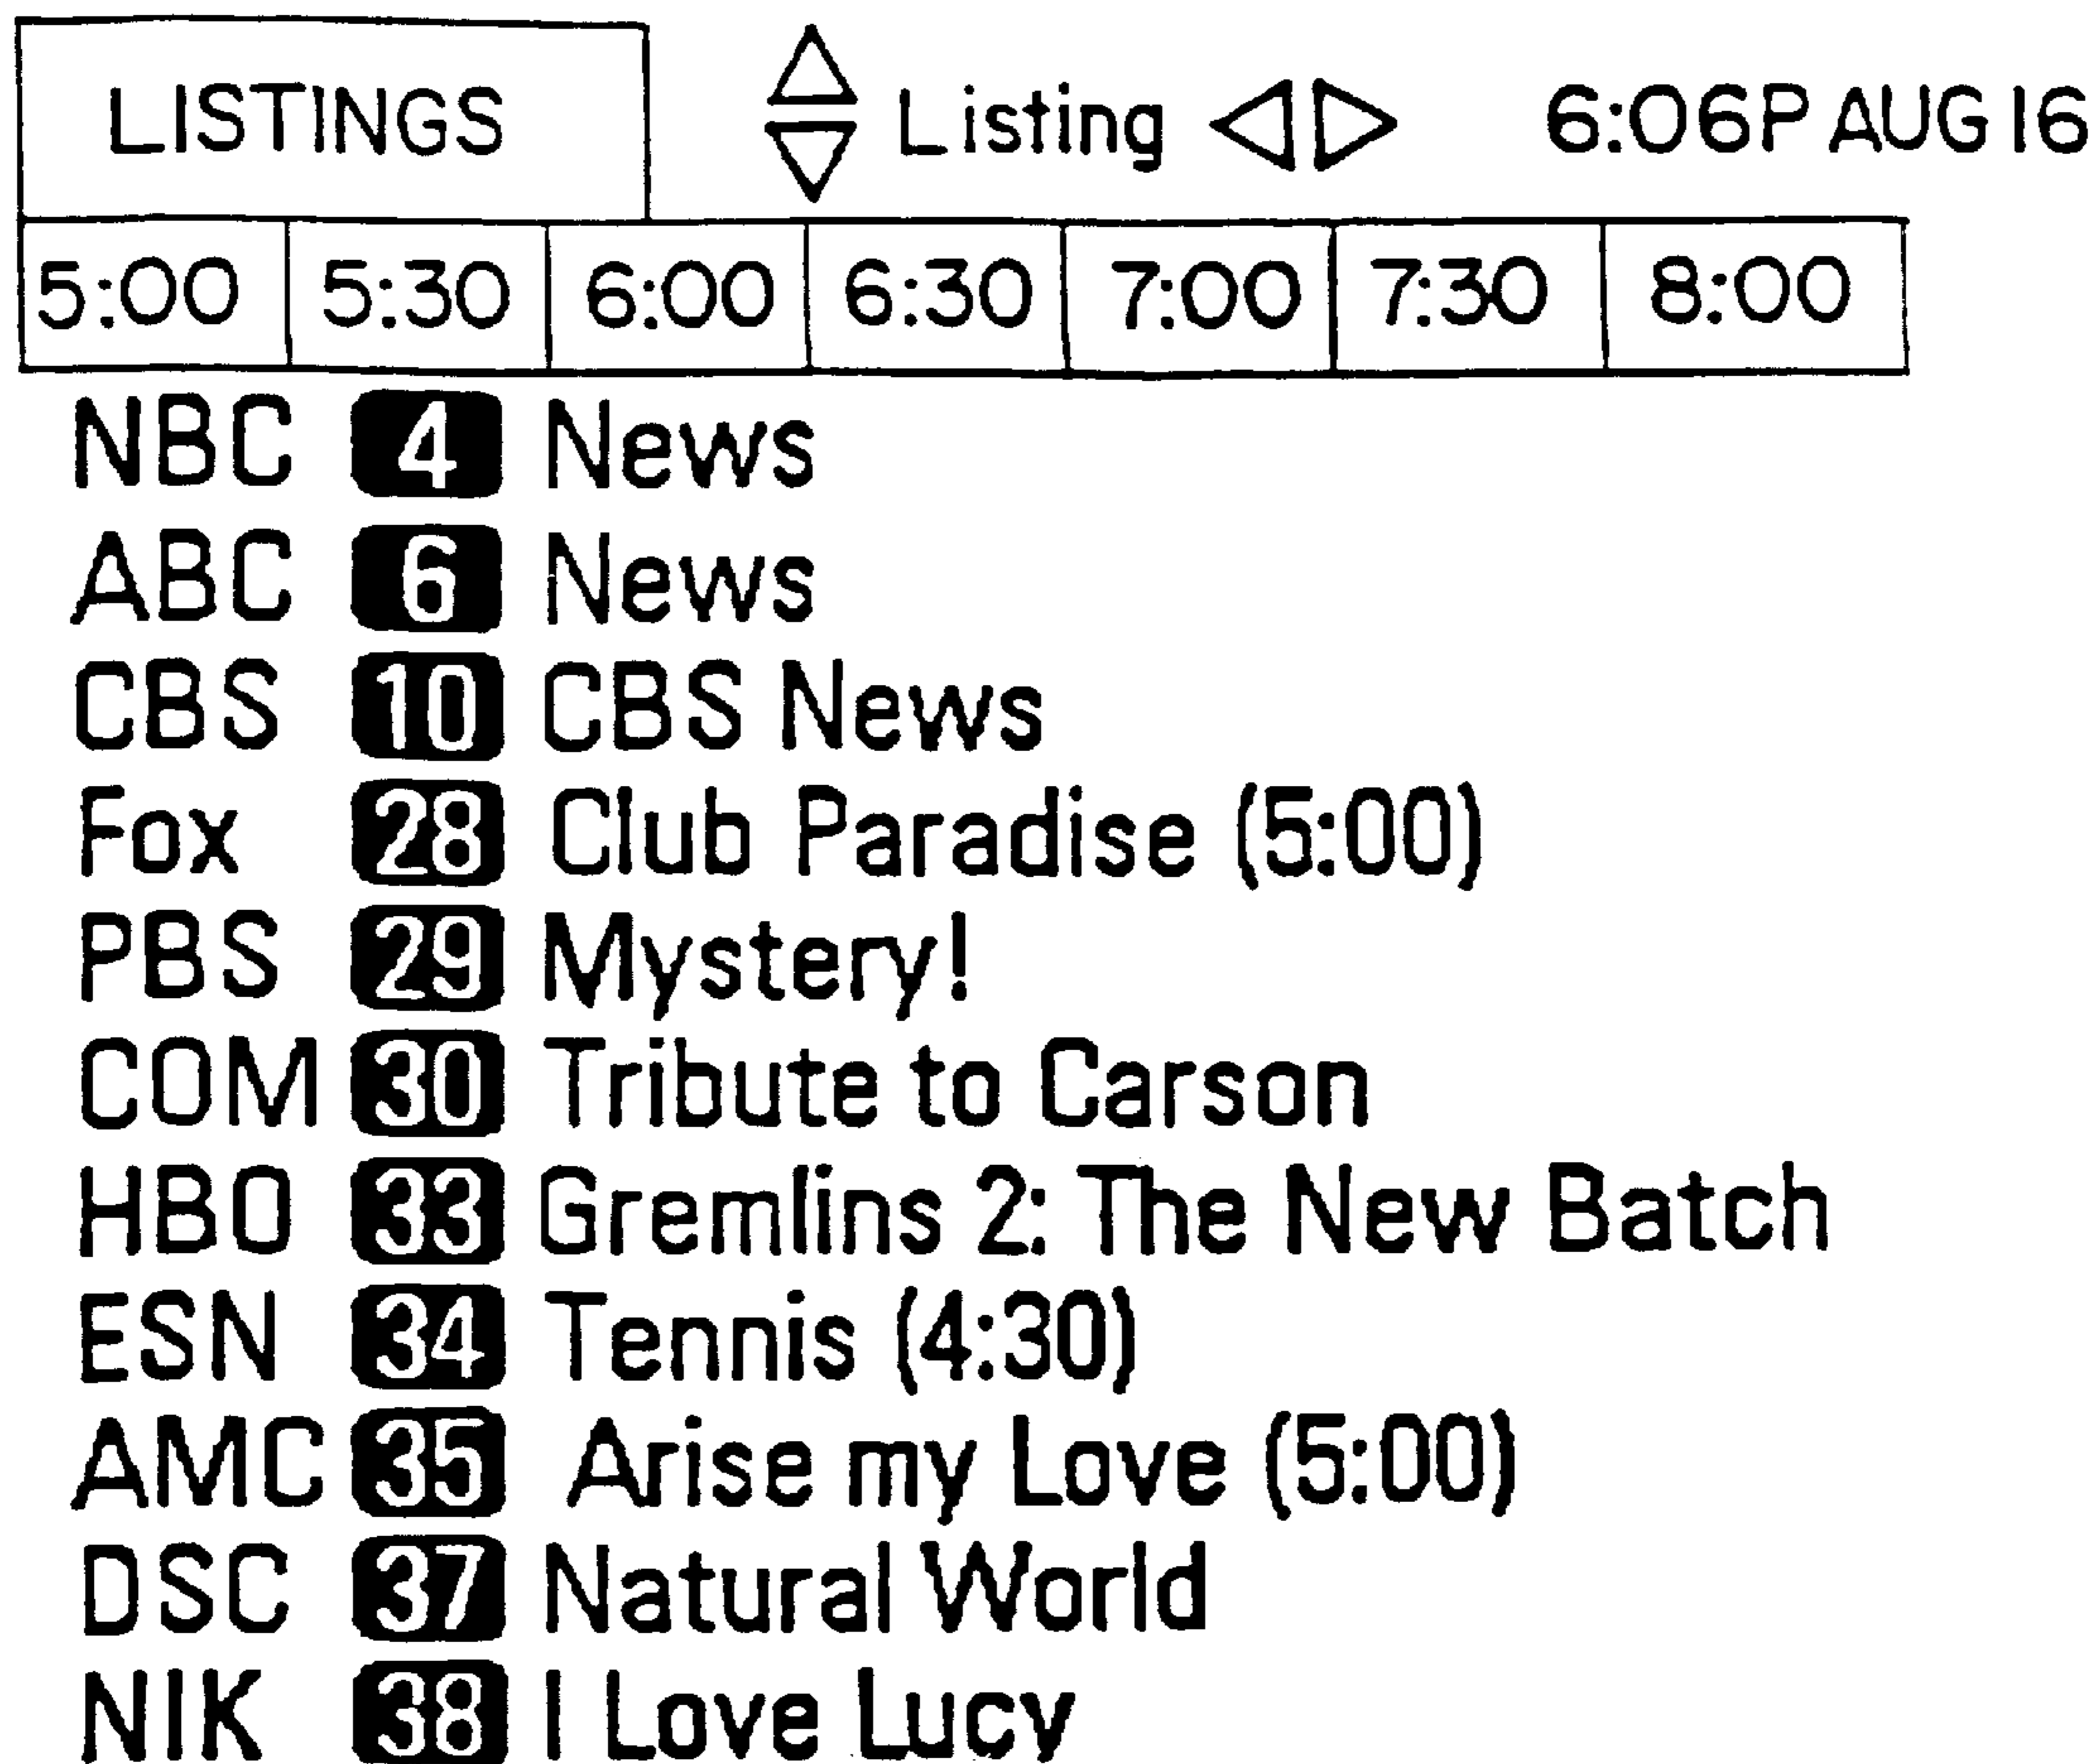 LISTINGS Listing 6:06P AUG 16
5:00 5:30 6:00 6:30 7:00 7:30 8:00
NBC 4 News
ABC 6 News
CBS 10 CBS News
Fox 28 Club Paradise (5:00)
PBS 29 Mystery!
COM 30 Tribute to Carson
HBO 33 Gremlins 2: The New Batch
ESN 34 Tennis (4:30)
AMC 35 Arise my Love (5:00)
DSC 37 Natural World
NIK 38 I Love Lucy